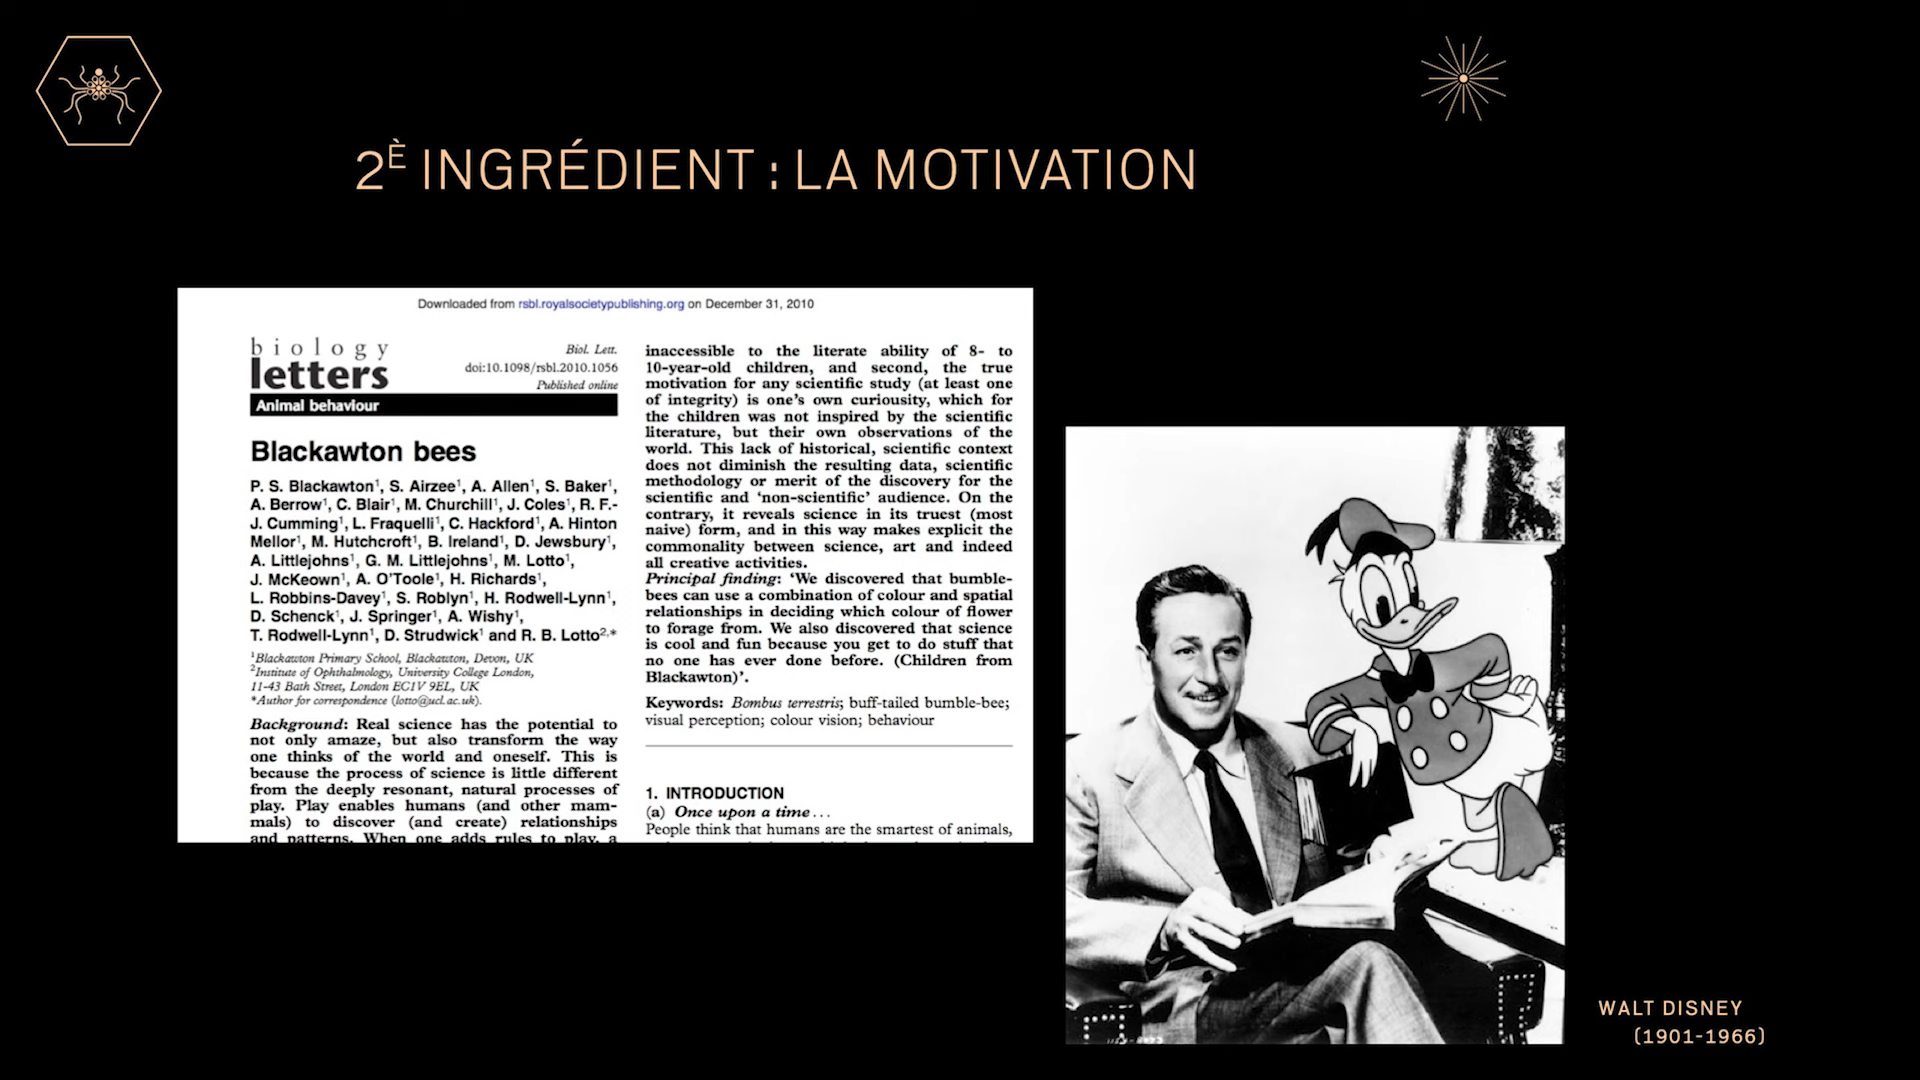 2È INGRÉDIENT : LA MOTIVATION
Downloaded from rsbl.royalsocietypublishing.org on December 31, 2010
biology
letters
Animal behaviour
Biol. Lett.
doi:10.1098/rsbl.2010.1056
Published online
Blackawton bees
P. S. Blackawton¹, S. Airzee¹, A. Allen¹, S. Baker¹,
A. Berrow¹, C. Blair¹, M. Churchill¹, J. Coles¹, R. F.-
J. Cumming¹, L. Fraquelli¹, C. Hackford¹, A. Hinton
Mellor¹, M. Hutchcroft¹, B. Ireland¹, D. Jewsbury¹,
A. Littlejohns¹, G. M. Littlejohns¹, M. Lotto¹,
J. McKeown¹, A. O'Toole¹, H. Richards¹,
L. Robbins-Davey¹, S. Roblyn¹, H. Rodwell-Lynn¹,
D. Schenck¹, J. Springer¹, A. Wishy¹,
T. Rodwell-Lynn¹, D. Strudwick¹ and R. B. Lotto²,*
¹Blackawton Primary School, Blackawton, Devon, UK
²Institute of Ophthalmology, University College London,
11-43 Bath Street, London EC1V 9EL, UK
*Author for correspondence (lotto@ucl.ac.uk).
Background: Real science has the potential to
not only amaze, but also transform the way
one thinks of the world and oneself. This is
because the process of science is little different
from the deeply resonant, natural processes of
play. Play enables humans (and other mam-
mals) to discover (and create) relationships
and patterns. When one adds rules to play, a
inaccessible to the literate ability of 8- to
10-year-old children, and second, the true
motivation for any scientific study (at least one
of integrity) is one's own curiousity, which for
the children was not inspired by the scientific
literature, but their own observations of the
world. This lack of historical, scientific context
does not diminish the resulting data, scientific
methodology or merit of the discovery for the
scientific and 'non-scientific' audience. On the
contrary, it reveals science in its truest (most
naive) form, and in this way makes explicit the
commonality between science, art and indeed
all creative activities.
Principal finding: 'We discovered that bumble-
bees can use a combination of colour and spatial
relationships in deciding which colour of flower
to forage from. We also discovered that science
is cool and fun because you get to do stuff that
no one has ever done before. (Children from
Blackawton)'.
Keywords: Bombus terrestris; buff-tailed bumble-bee;
visual perception; colour vision; behaviour
1. INTRODUCTION
(a) Once upon a time...
People think that humans are the smartest of animals,
WALT DISNEY
(1901-1966)